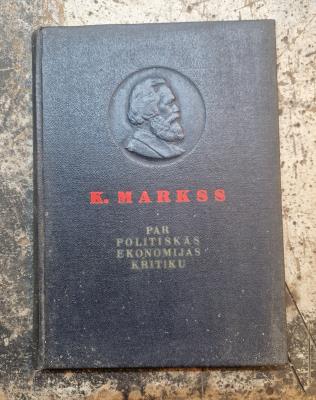 K. MARKSS
PAR
POLITISKĀS
EKONOMIJAS
KRITIKU